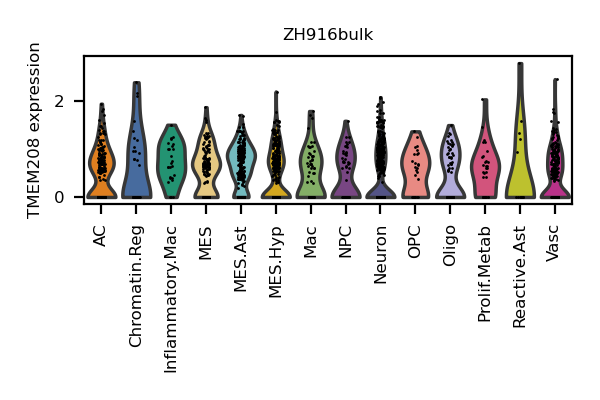 ZH916bulk
TMEM208 expression
2
0
AC
Chromatin.Reg
Inflammatory.Mac
MES
MES.Ast
MES.Hyp
Mac
NPC
Neuron
OPC
Oligo
Prolif.Metab
Reactive.Ast
Vasc